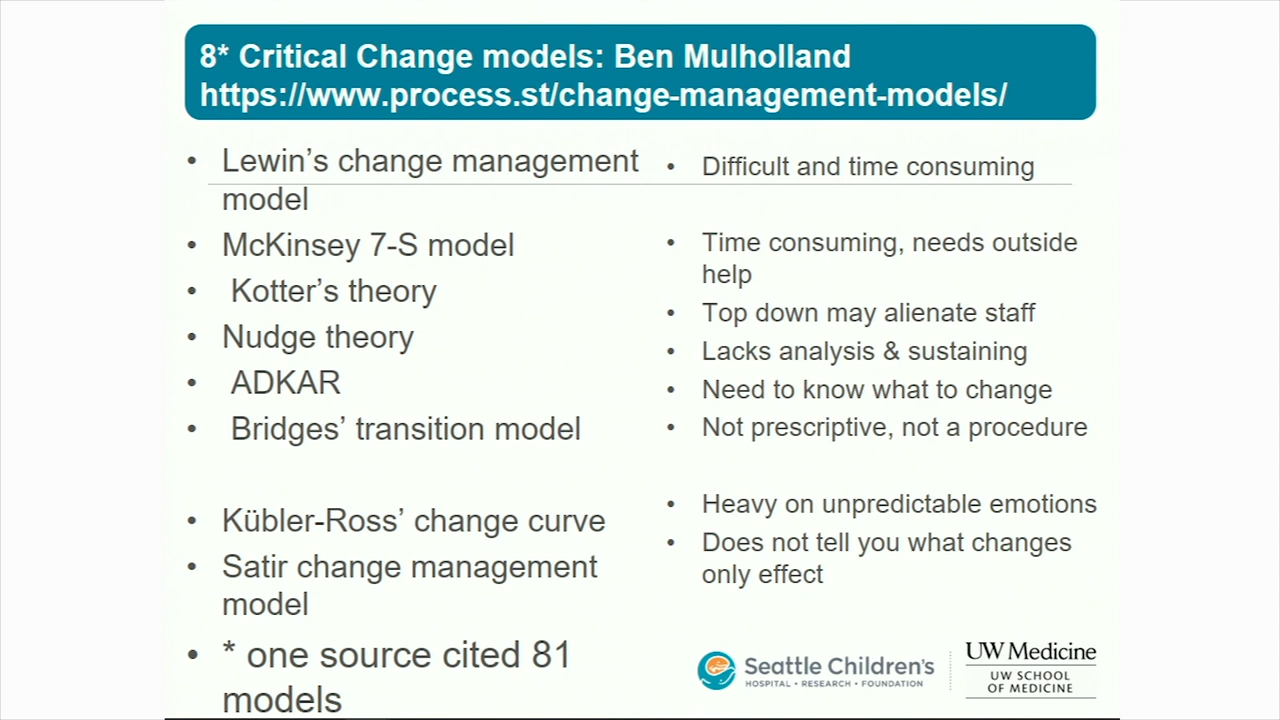 8* Critical Change models: Ben Mulholland
https://www.process.st/change-management-models/
• Lewin’s change management
model
• McKinsey 7-S model
• Kotter’s theory
• Nudge theory
• ADKAR
• Bridges’ transition model
• Kübler-Ross’ change curve
• Satir change management
model
• * one source cited 81
models
• Difficult and time consuming
• Time consuming, needs outside
help
• Top down may alienate staff
• Lacks analysis & sustaining
• Need to know what to change
• Not prescriptive, not a procedure
• Heavy on unpredictable emotions
• Does not tell you what changes
only effect
Seattle Children’s
HOSPITAL • RESEARCH • FOUNDATION
UW Medicine
UW SCHOOL
OF MEDICINE